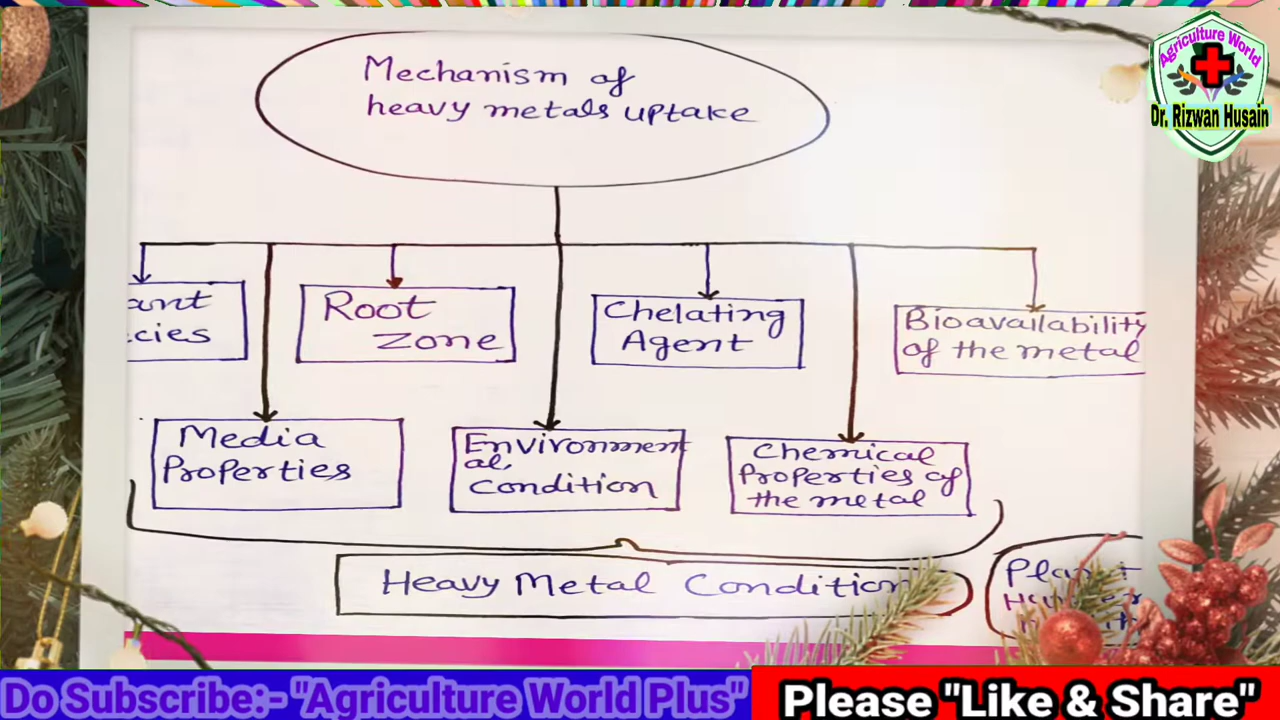 Mechanism of
heavy metals uptake
Agriculture World
Dr. Rizwan Husain
ant
cies
Root
Zone
Chelating
Agent
Bioavailability
of the metal
Media
Properties
Environment
al
Condition
Chemical
Properties of
the metal
Heavy Metal Condition
Do Subscribe:- "Agriculture World Plus"
Please "Like & Share"